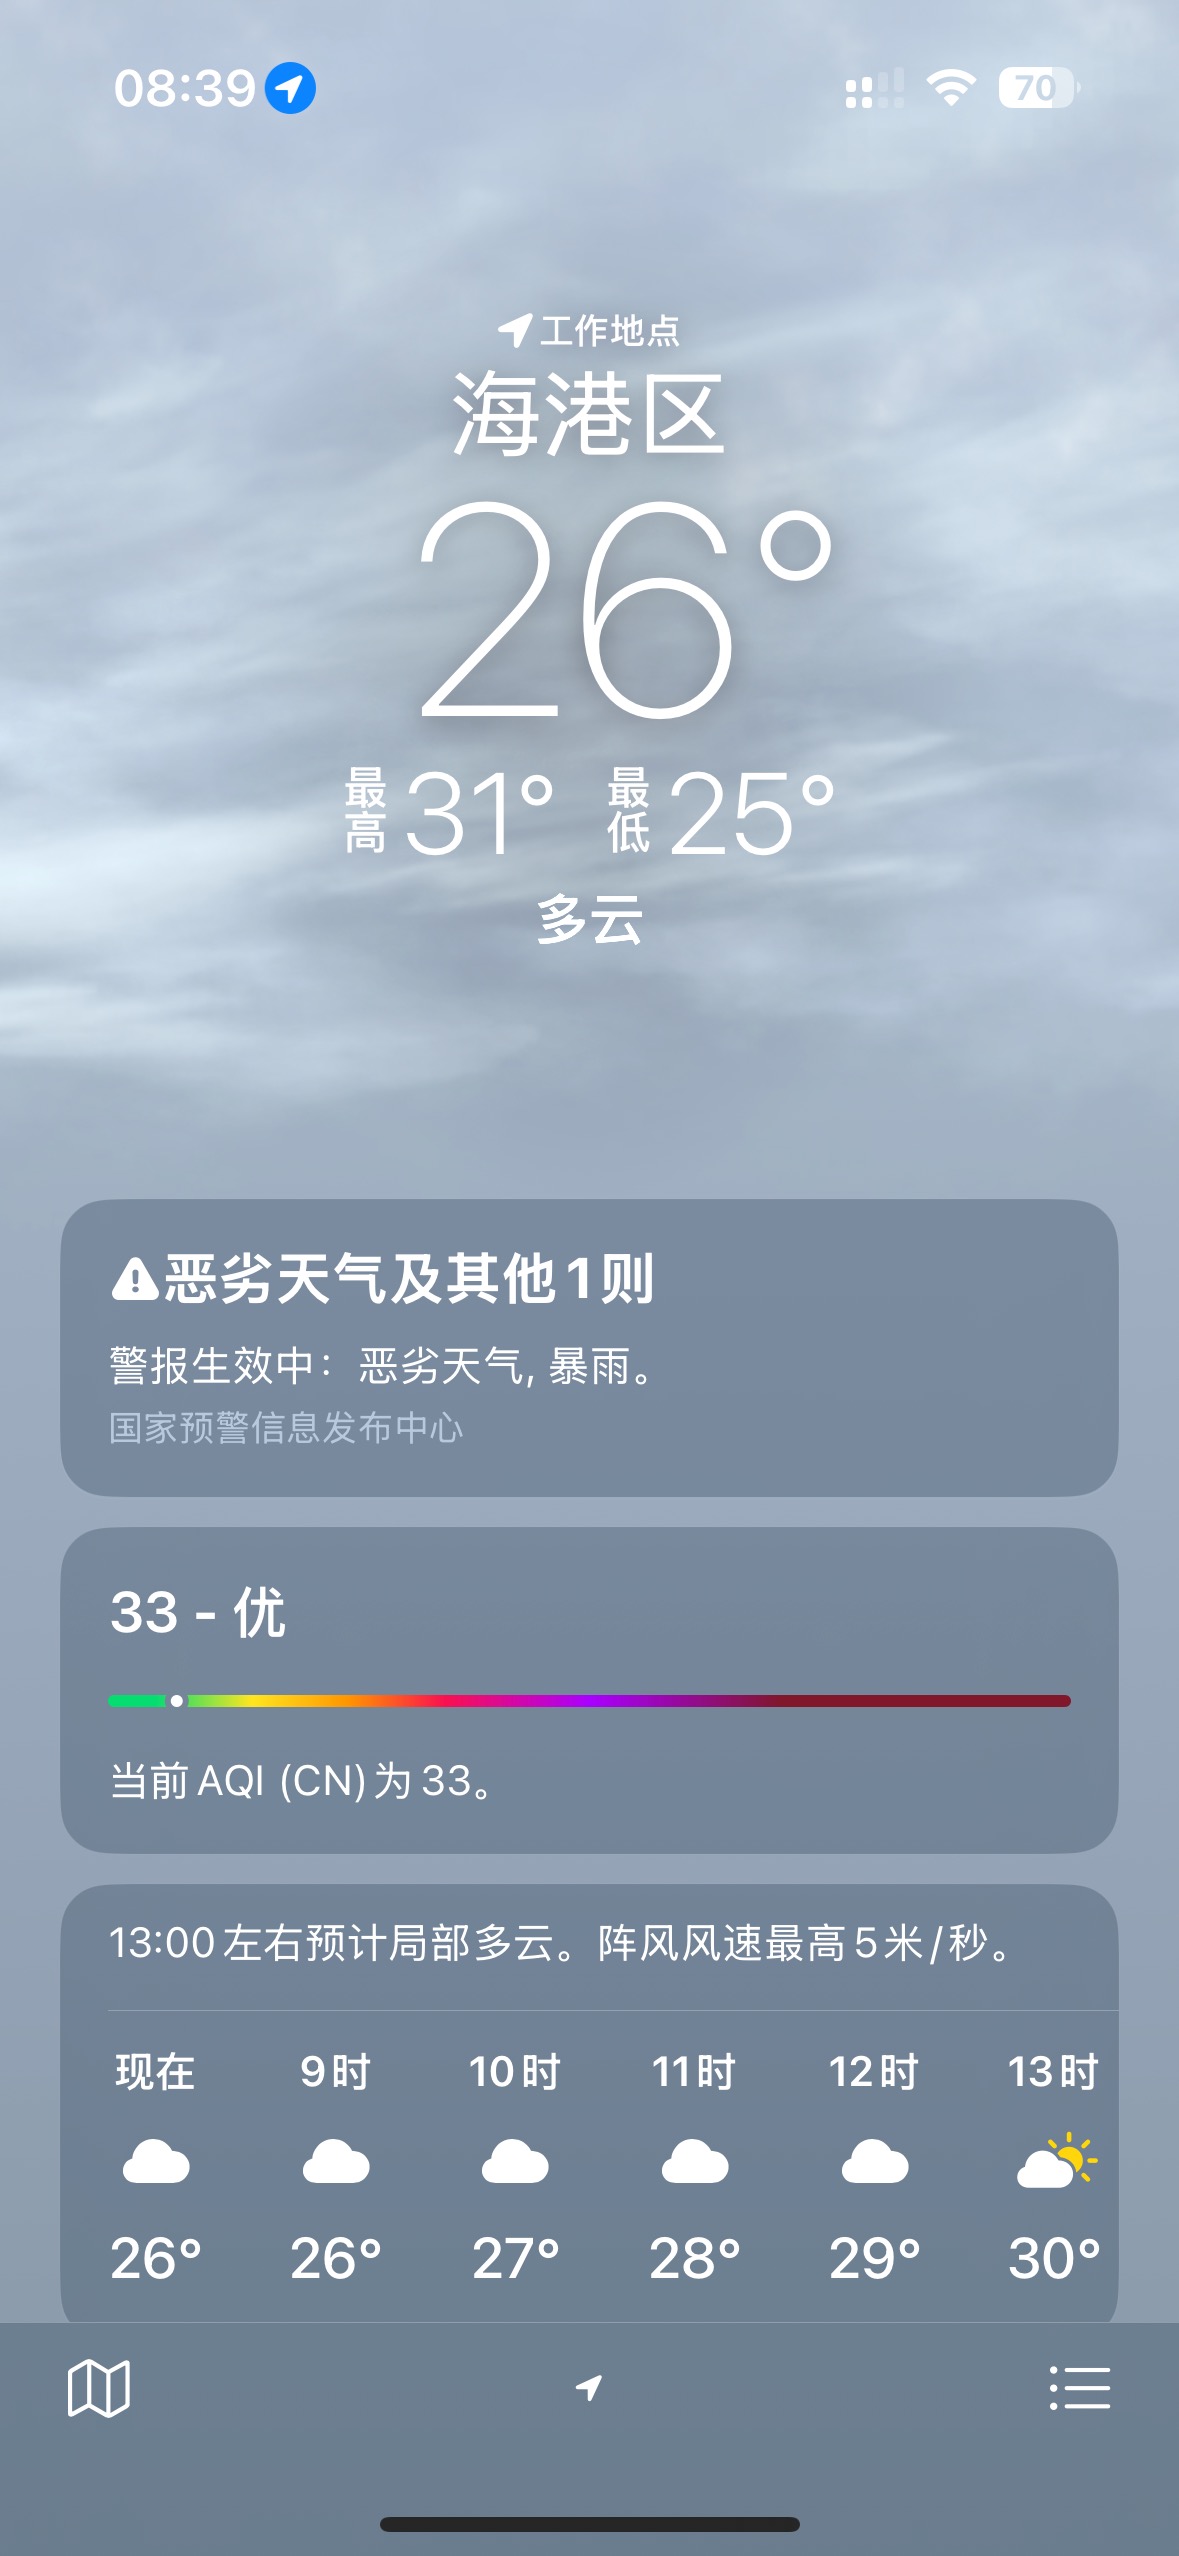 08:39
70
工作地点
海港区
26°
最高31° 最低25°
多云
恶劣天气及其他1则
警报生效中：恶劣天气, 暴雨。
国家预警信息发布中心
33 - 优
当前 AQI (CN) 为 33。
13:00 左右预计局部多云。阵风风速最高 5 米/秒。
现在 9时 10时 11时 12时 13时
26° 26° 27° 28° 29° 30°